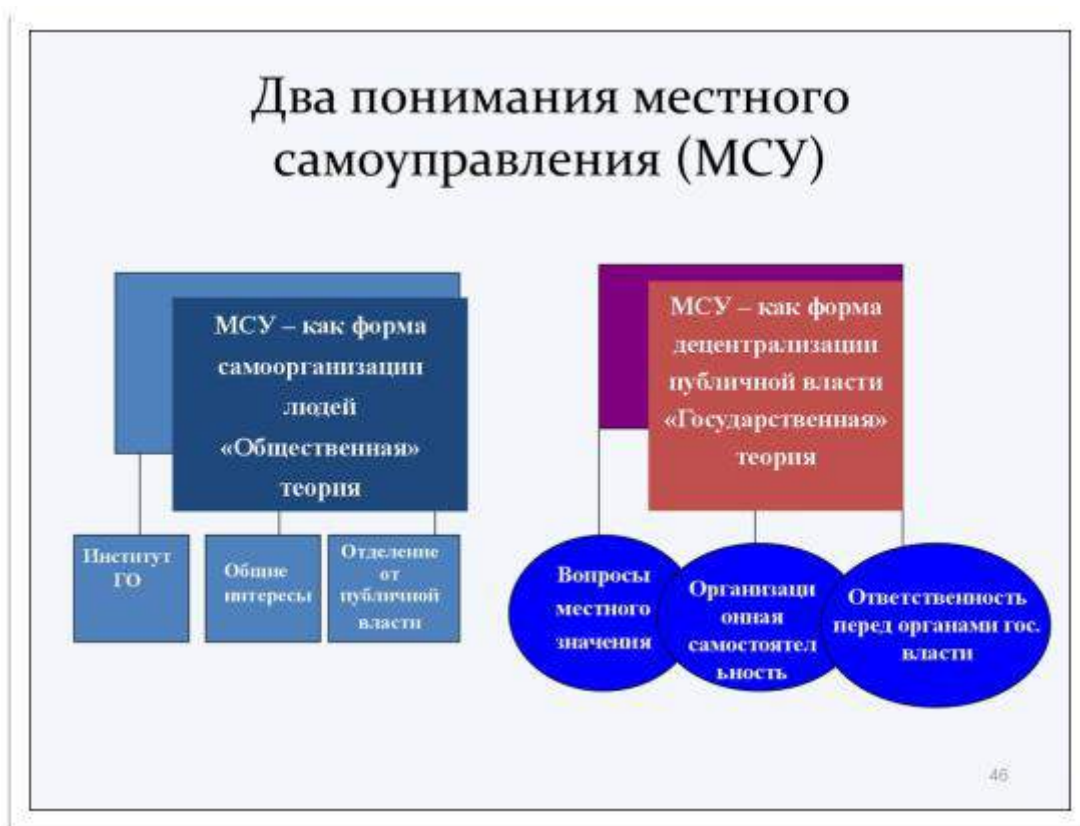 Два понимания местного
самоуправления (МСУ)
МСУ – как форма
самоорганизации
людей
«Общественная»
теория
Институт
ГО
Общие
интересы
Отделение
от
публичной
власти
МСУ – как форма
децентрализации
публичной власти
«Государственная»
теория
Вопросы
местного
значения
Организаци
онная
самостоятел
ьность
Ответственность
перед органами гос.
власти
46